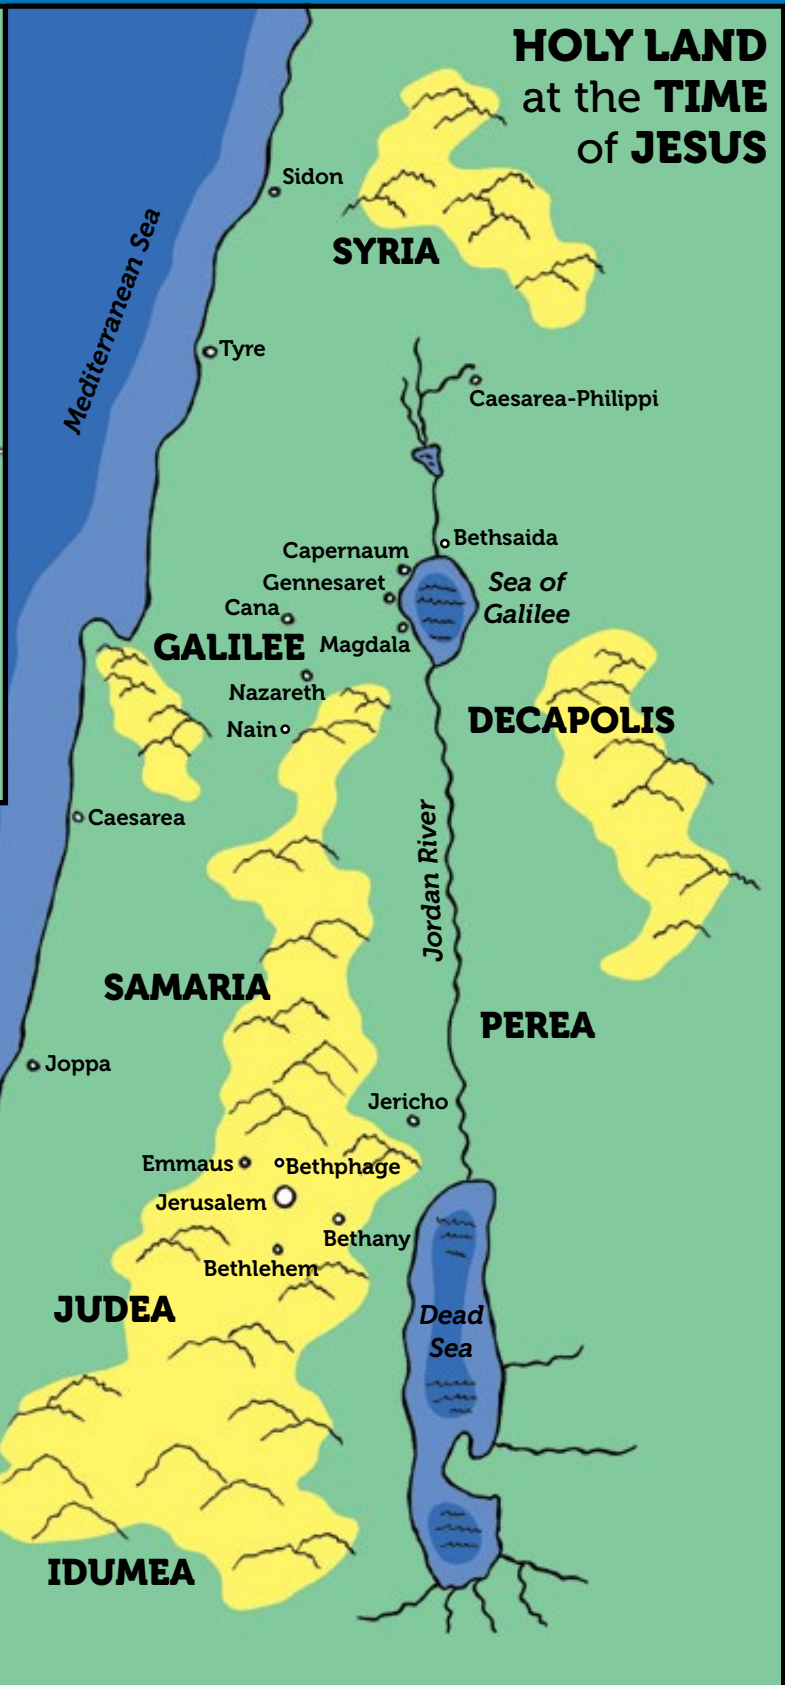 HOLY LAND
at the TIME
of JESUS
Sidon
SYRIA
Mediterranean Sea
Tyre
Caesarea-Philippi
Bethsaida
Capernaum
Gennesaret
Sea of
Galilee
Cana
GALILEE
Magdala
Nazareth
DECAPOLIS
Nain
Caesarea
Jordan River
SAMARIA
PEREA
Joppa
Jericho
Emmaus
Bethphage
Jerusalem
Bethany
Bethlehem
JUDEA
Dead
Sea
IDUMEA